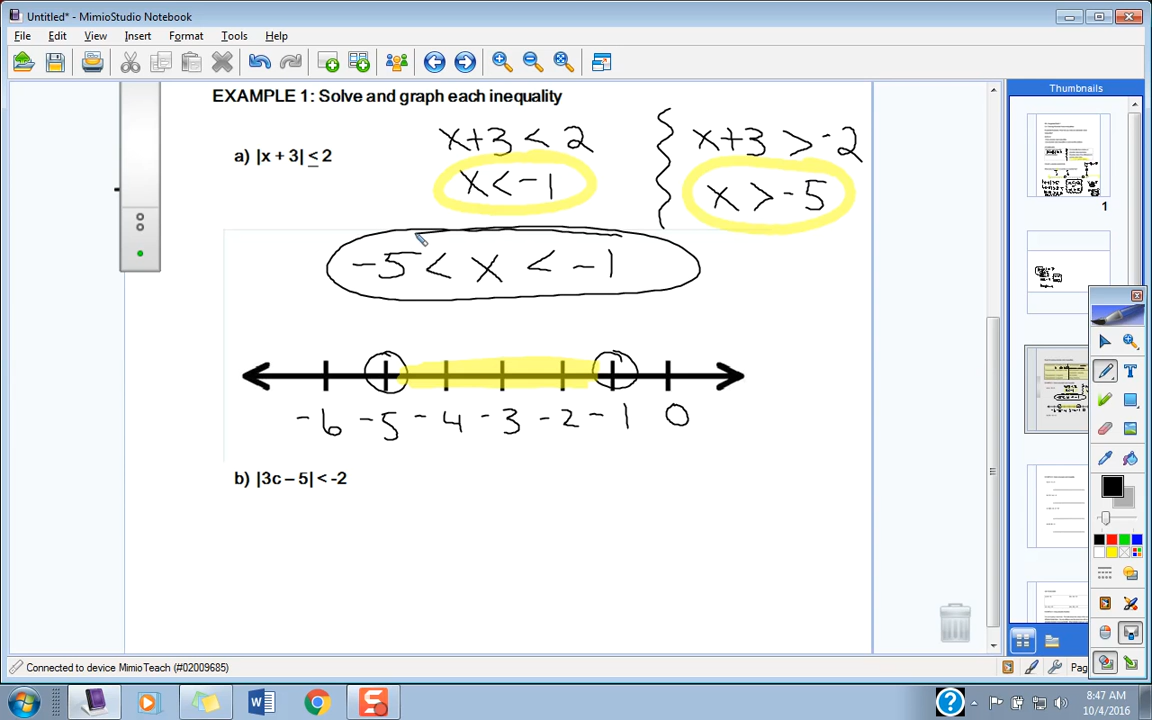 Untitled* - MimioStudio Notebook
File Edit View Insert Format Tools Help
EXAMPLE 1: Solve and graph each inequality
a) |x + 3| ≤ 2
x+3 < 2
x+3 > -2
x < -1
x > -5
-5 < x < -1
-6 -5 -4 -3 -2 -1 0
b) |3c – 5| < -2
Thumbnails
1
Connected to device MimioTeach (#02009685)
Pag
8:47 AM
10/4/2016